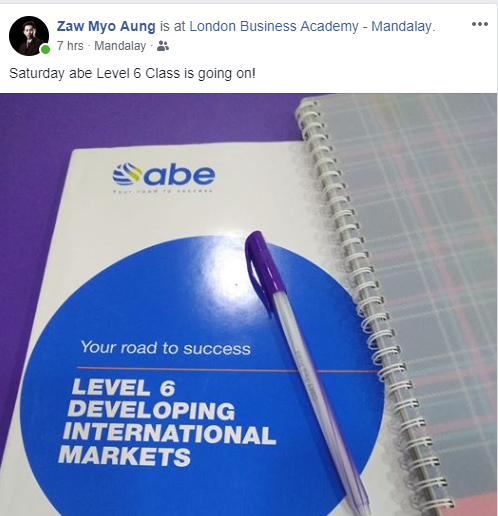 Zaw Myo Aung is at London Business Academy - Mandalay.
7 hrs · Mandalay ·
Saturday abe Level 6 Class is going on!
abe
Your road to success
Your road to success
LEVEL 6
DEVELOPING
INTERNATIONAL
MARKETS